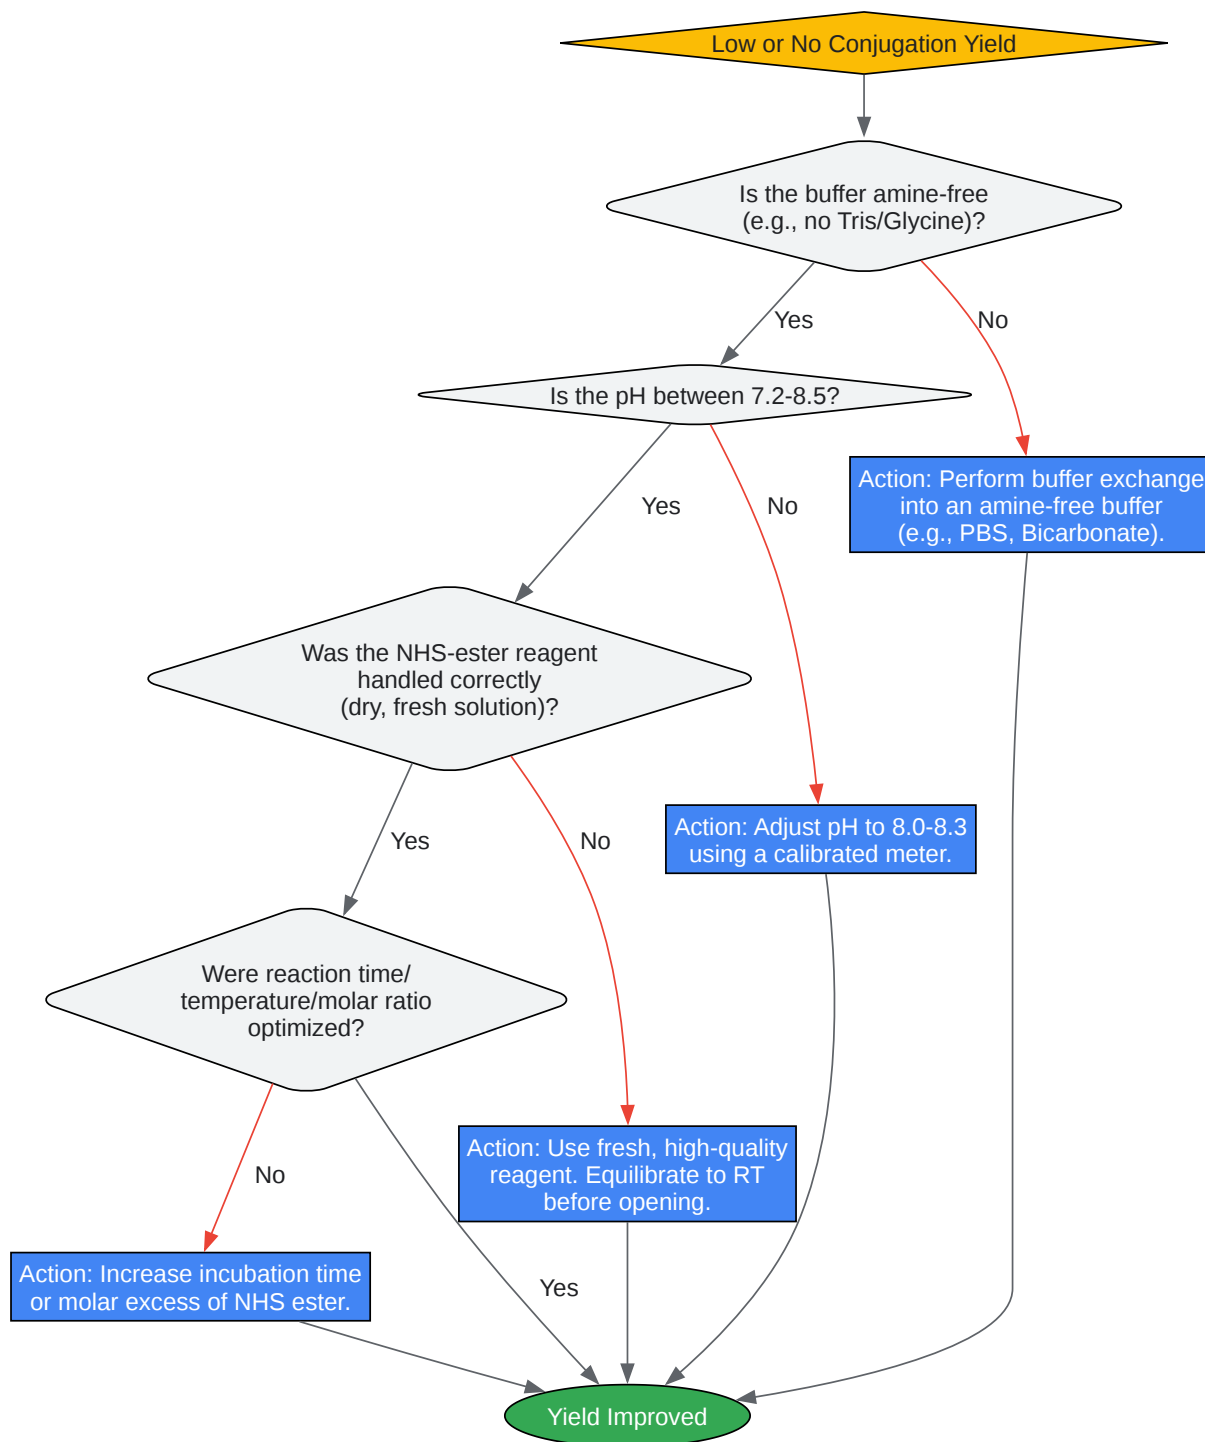 Low or No Conjugation Yield
Is the buffer amine-free
(e.g., no Tris/Glycine)?
Yes
No
Is the pH between 7.2-8.5?
Action: Perform buffer exchange
into an amine-free buffer
(e.g., PBS, Bicarbonate).
Yes
No
Was the NHS-ester reagent
handled correctly
(dry, fresh solution)?
Action: Adjust pH to 8.0-8.3
using a calibrated meter.
Yes
No
Were reaction time/
temperature/molar ratio
optimized?
Action: Use fresh, high-quality
reagent. Equilibrate to RT
before opening.
No
Yes
Action: Increase incubation time
or molar excess of NHS ester.
Yield Improved